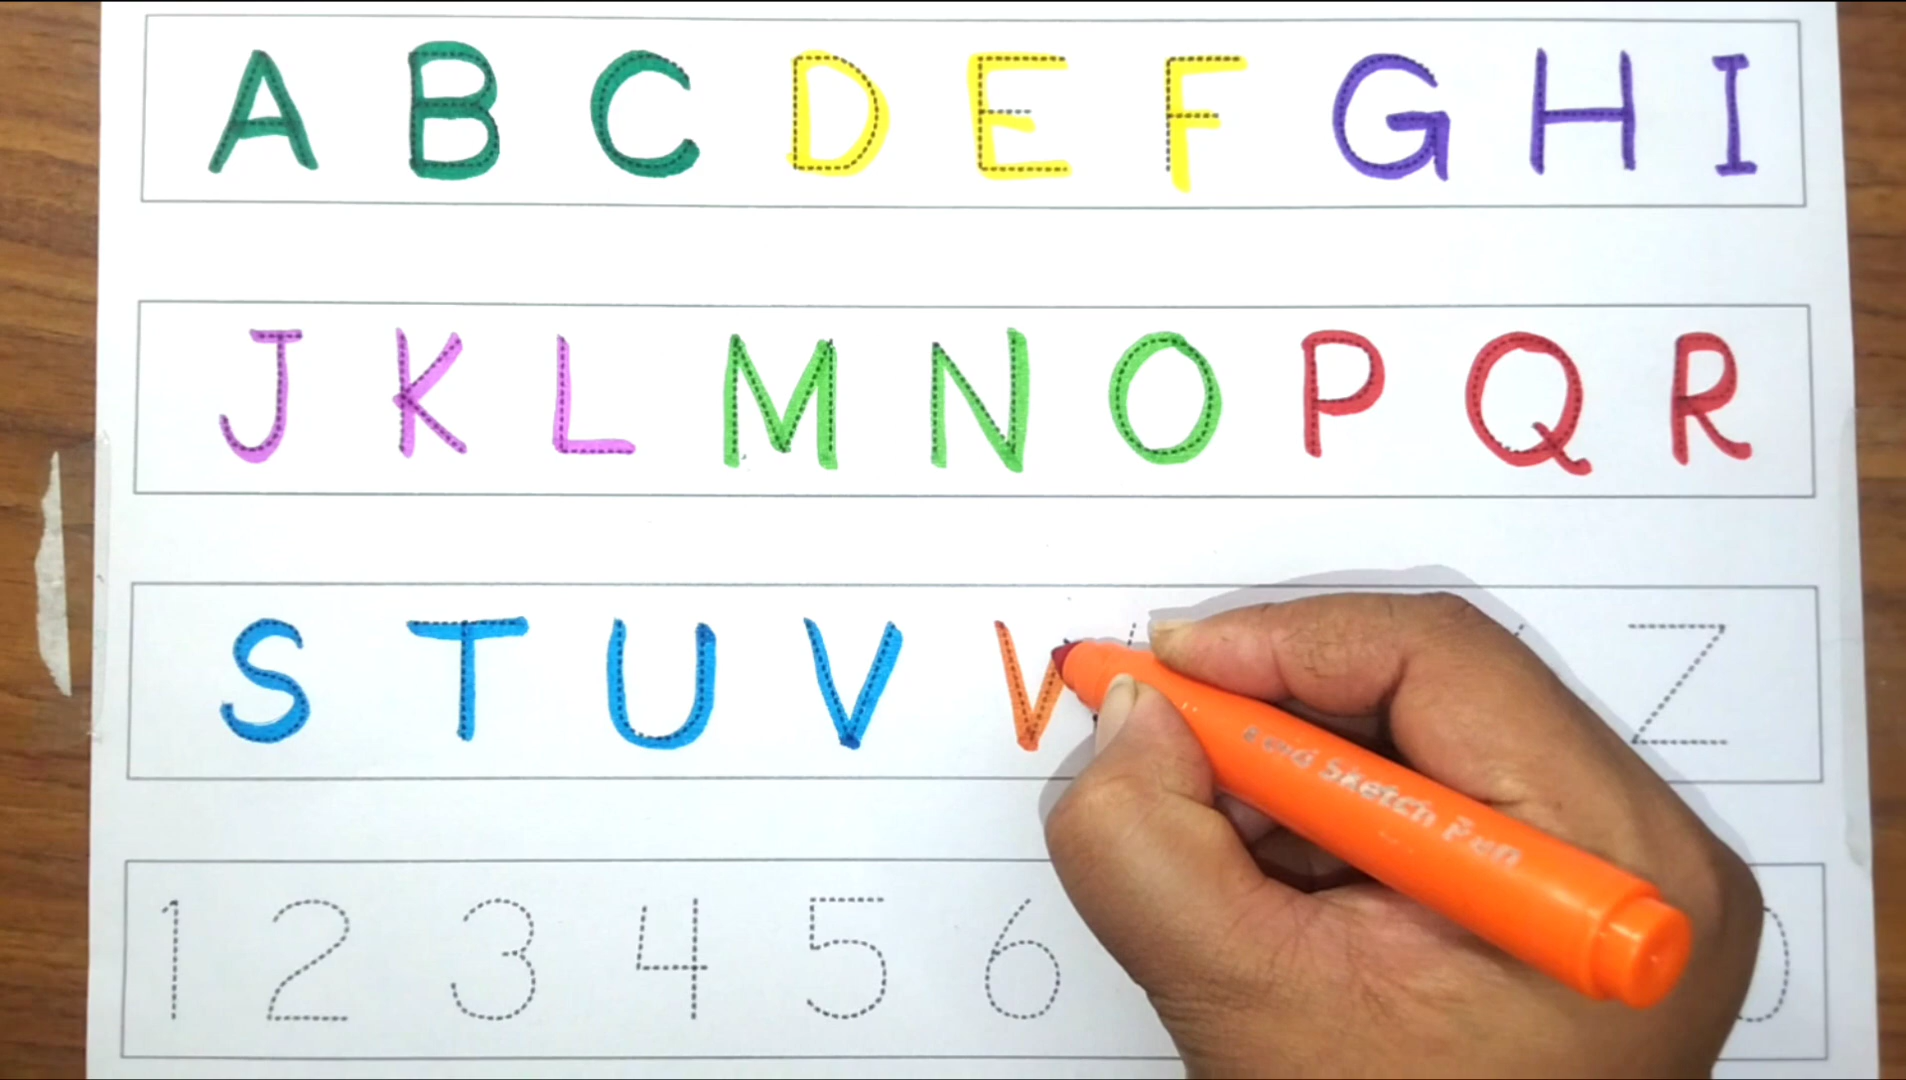 A B C D E F G H I
J K L M N O P Q R
S T U V W Z
1 2 3 4 5 6
Sketch Pen